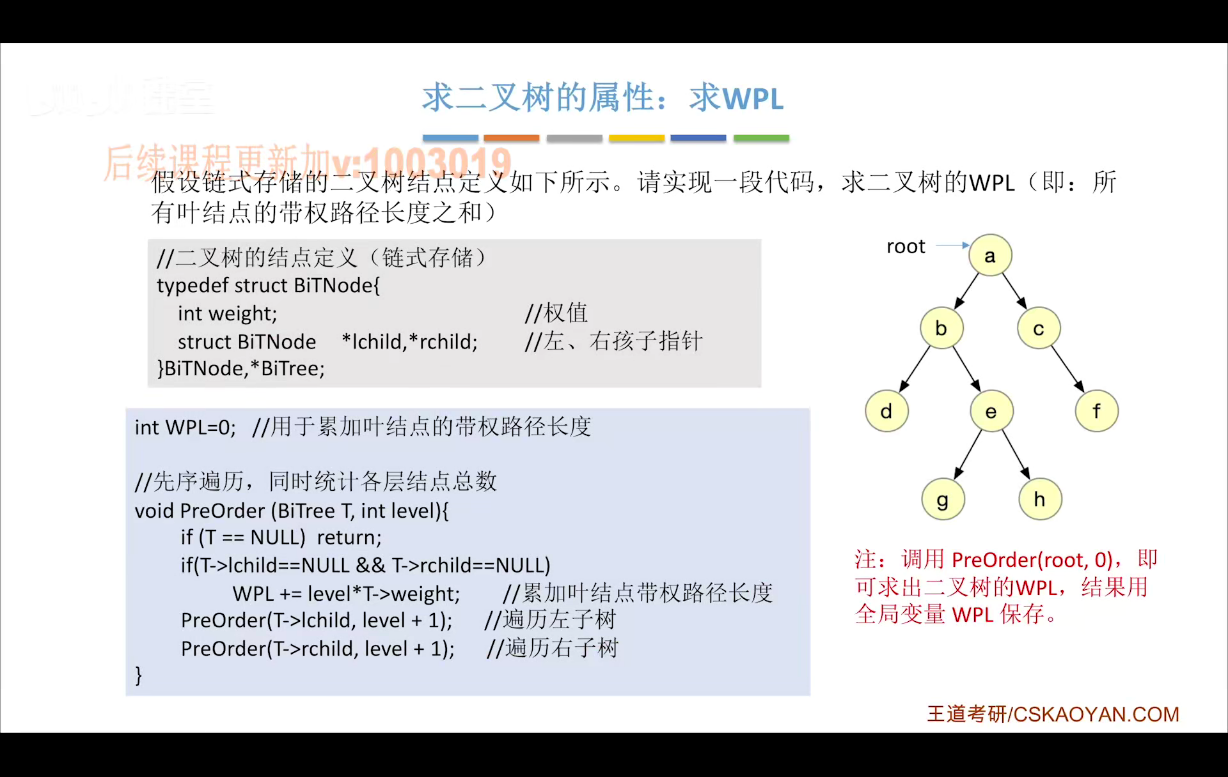 求二叉树的属性：求WPL
后续课程更新加v:1003019
假设链式存储的二叉树结点定义如下所示。请实现一段代码，求二叉树的WPL（即：所
有叶结点的带权路径长度之和）
//二叉树的结点定义（链式存储）
typedef struct BiTNode{
int weight; //权值
struct BiTNode *lchild,*rchild; //左、右孩子指针
}BiTNode,*BiTree;
int WPL=0; //用于累加叶结点的带权路径长度
//先序遍历，同时统计各层结点总数
void PreOrder (BiTree T, int level){
if (T == NULL) return;
if(T->lchild==NULL && T->rchild==NULL)
WPL += level*T->weight; //累加叶结点带权路径长度
PreOrder(T->lchild, level + 1); //遍历左子树
PreOrder(T->rchild, level + 1); //遍历右子树
}
root
a
b
c
d
e
f
g
h
注：调用 PreOrder(root, 0)，即
可求出二叉树的WPL，结果用
全局变量 WPL 保存。
王道考研/CSKAOYAN.COM